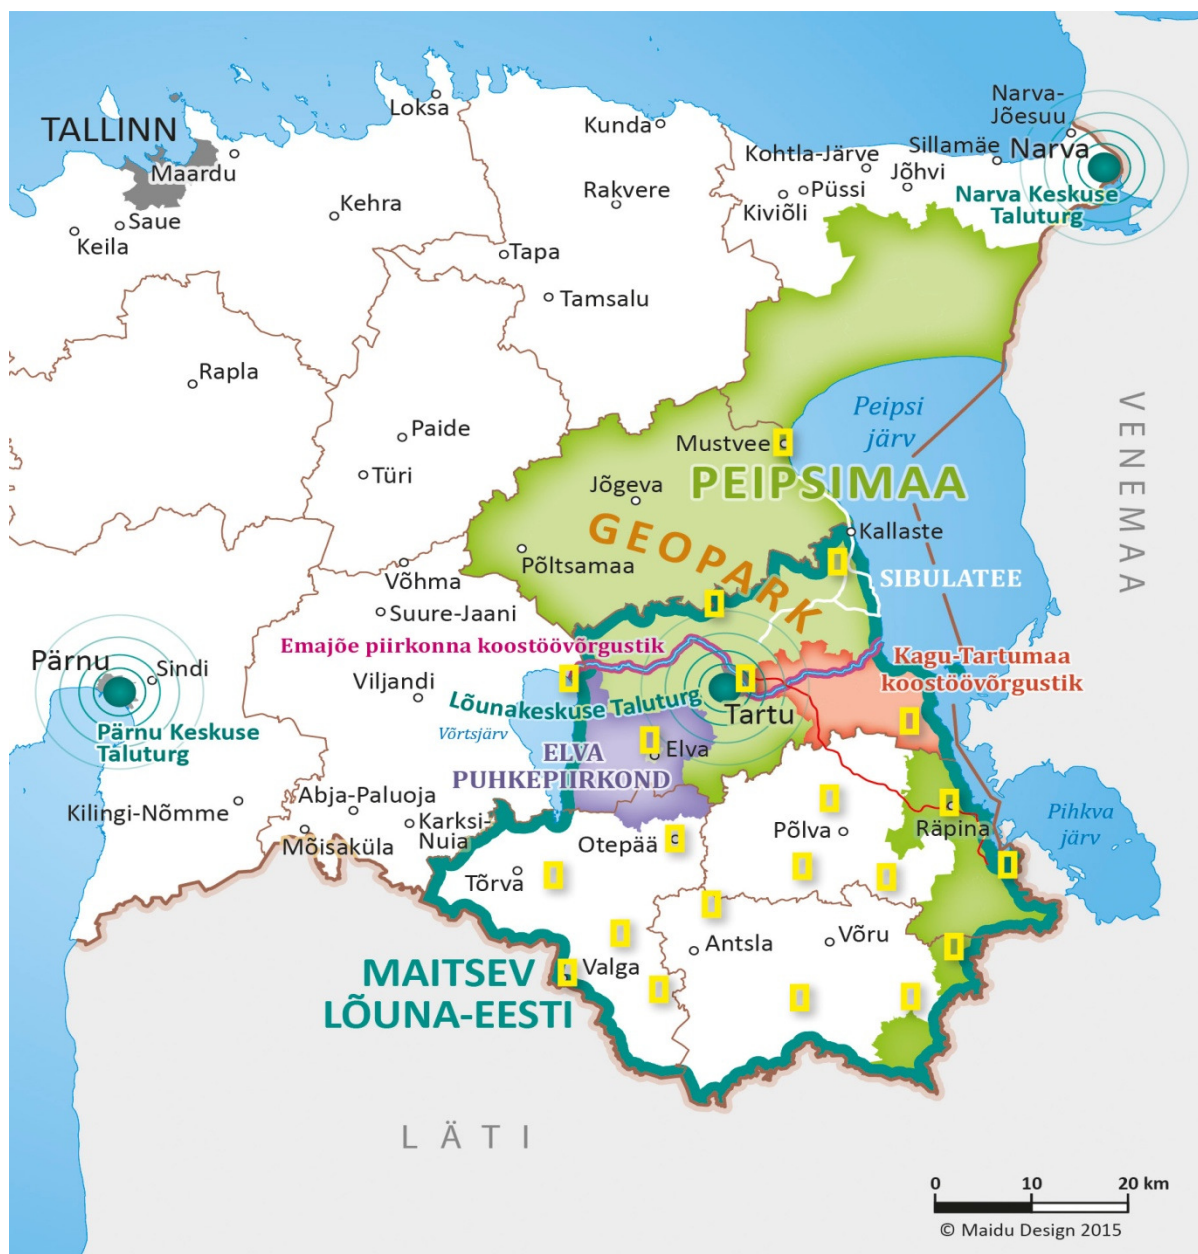 Loksa
Kunda
Narva-
Jõesuu
TALLINN
Maardu
Kohtla-Järve
Sillamäe
Narva
Jõhvi
Rakvere
Püssi
Kiviõli
Narva Keskuse
Taluturg
Kehra
Saue
Keila
Tapa
Tamsalu
Rapla
Peipsi
järv
VENEMAA
Paide
Mustvee
Türi
PEIPSIMAA
Jõgeva
GEOPARK
Kallaste
Põltsamaa
Võhma
SIBULATEE
Suure-Jaani
Emajõe piirkonna koostöövõrgustik
Pärnu
Sindi
Kagu-Tartumaa
koostöövõrgustik
Viljandi
Lõunakeskuse Taluturg
Tartu
Pärnu Keskuse
Taluturg
Võrtsjärv
ELVA
PUHKEPIIRKOND
Elva
Kilingi-Nõmme
Abja-Paluoja
Karksi-
Nuia
Mõisaküla
Otepää
Põlva
Räpina
Pihkva
järv
Tõrva
Antsla
Võru
Valga
MAITSEV
LÕUNA-EESTI
LÄTI
0 10 20 km
© Maidu Design 2015